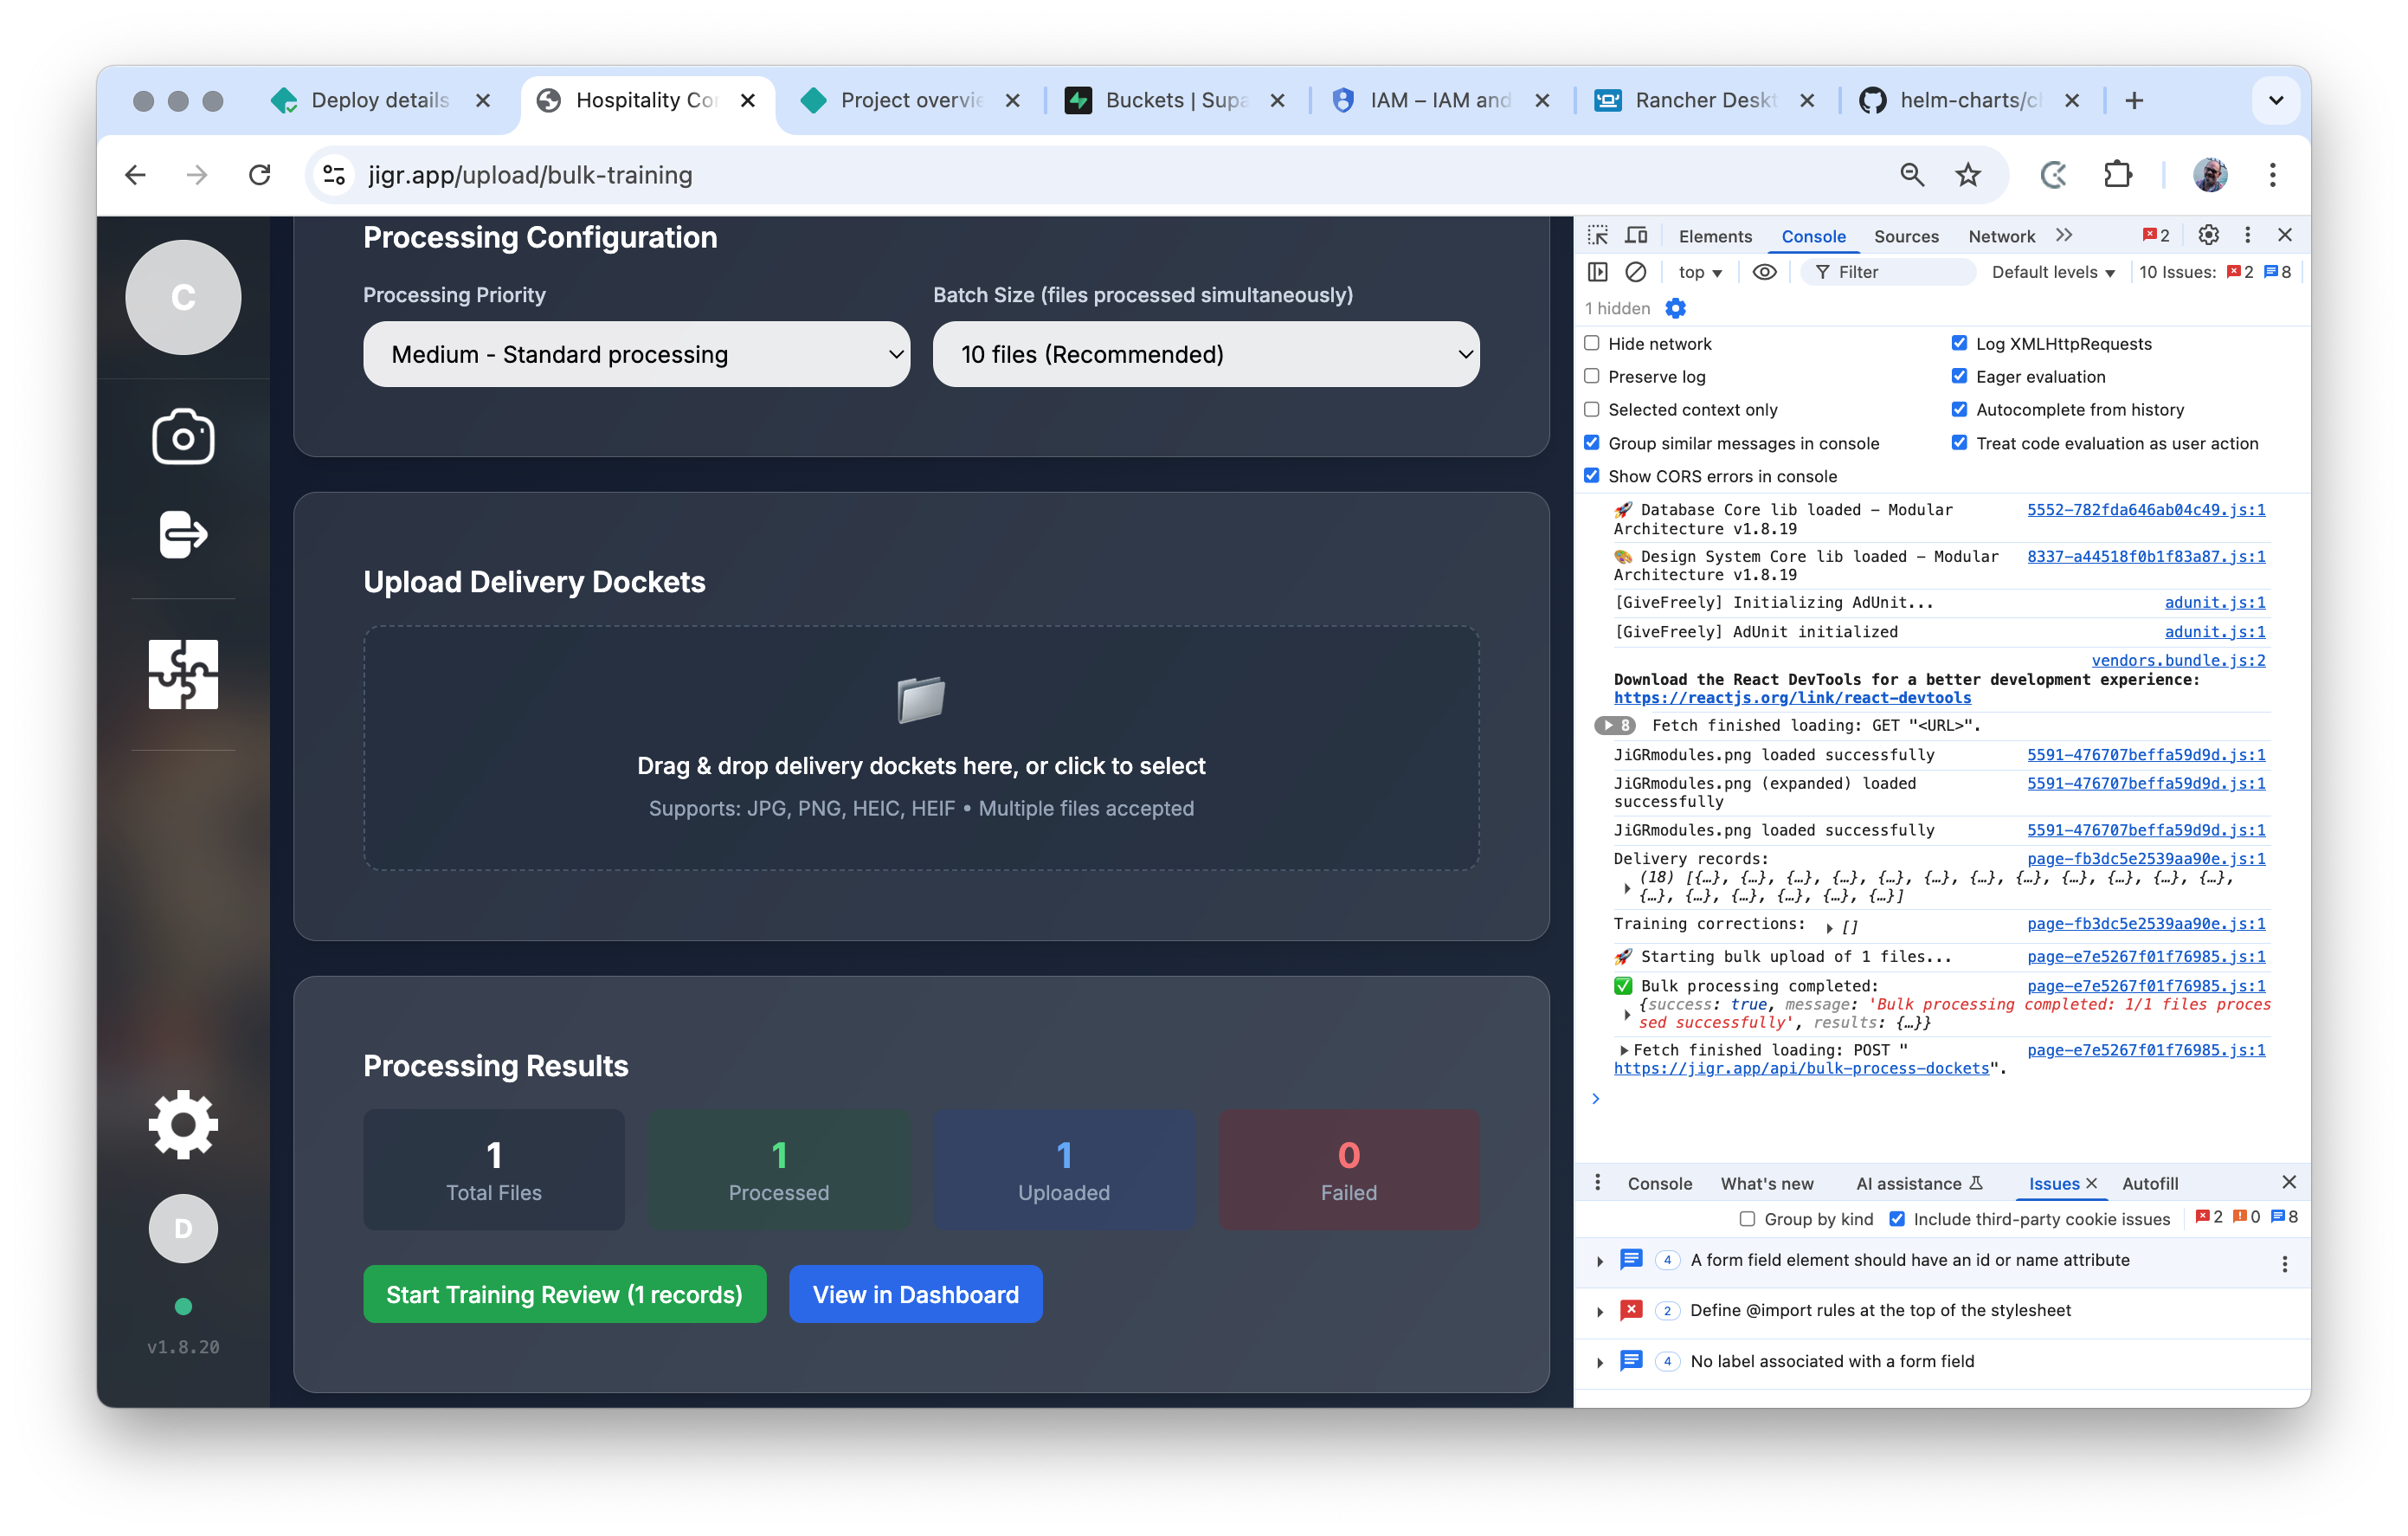 Deploy details
Hospitality Cor
Project overvie
Buckets | Supa
IAM – IAM and
Rancher Deskt
helm-charts/cl
jigr.app/upload/bulk-training
C
D
v1.8.20
Processing Configuration
Processing Priority
Batch Size (files processed simultaneously)
Medium - Standard processing
10 files (Recommended)
Upload Delivery Dockets
Drag & drop delivery dockets here, or click to select
Supports: JPG, PNG, HEIC, HEIF • Multiple files accepted
Processing Results
1
Total Files
1
Processed
1
Uploaded
0
Failed
Start Training Review (1 records)
View in Dashboard
Elements
Console
Sources
Network
2
top
Filter
Default levels
10 Issues:
2
8
1 hidden
Hide network
Log XMLHttpRequests
Preserve log
Eager evaluation
Selected context only
Autocomplete from history
Group similar messages in console
Treat code evaluation as user action
Show CORS errors in console
🚀 Database Core lib loaded – Modular 5552-782fda646ab04c49.js:1
Architecture v1.8.19
🎨 Design System Core lib loaded – Modular 8337-a44518f0b1f83a87.js:1
Architecture v1.8.19
[GiveFreely] Initializing AdUnit... adunit.js:1
[GiveFreely] AdUnit initialized adunit.js:1
vendors.bundle.js:2
Download the React DevTools for a better development experience:
https://reactjs.org/link/react-devtools
8 Fetch finished loading: GET "<URL>".
JiGRmodules.png loaded successfully 5591-476707beffa59d9d.js:1
JiGRmodules.png (expanded) loaded 5591-476707beffa59d9d.js:1
successfully
JiGRmodules.png loaded successfully 5591-476707beffa59d9d.js:1
Delivery records: page-fb3dc5e2539aa90e.js:1
(18) [{…}, {…}, {…}, {…}, {…}, {…}, {…}, {…}, {…}, {…}, {…}, {…},
{…}, {…}, {…}, {…}, {…}, {…}]
Training corrections: [] page-fb3dc5e2539aa90e.js:1
🚀 Starting bulk upload of 1 files... page-e7e5267f01f76985.js:1
✅ Bulk processing completed: page-e7e5267f01f76985.js:1
{success: true, message: 'Bulk processing completed: 1/1 files proces
sed successfully', results: {…}}
Fetch finished loading: POST " page-e7e5267f01f76985.js:1
https://jigr.app/api/bulk-process-dockets".
Console
What's new
AI assistance
Issues
Autofill
Group by kind
Include third-party cookie issues
2
0
8
4 A form field element should have an id or name attribute
2 Define @import rules at the top of the stylesheet
4 No label associated with a form field